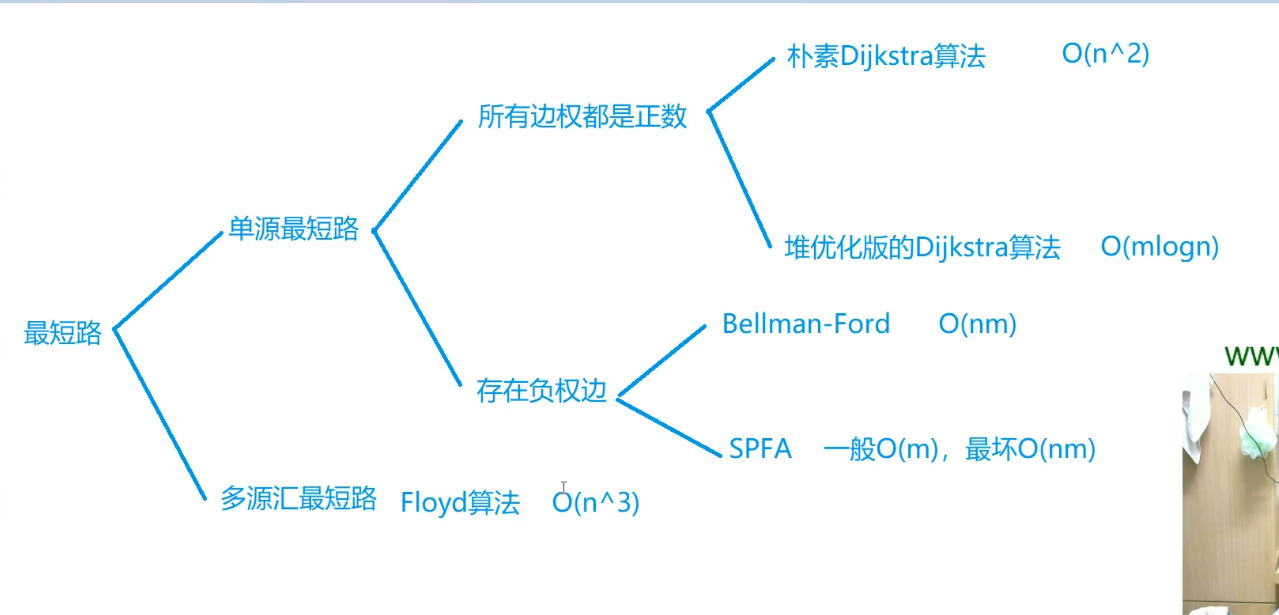 朴素Dijkstra算法 O(n^2)
所有边权都是正数
单源最短路
堆优化版的Dijkstra算法 O(mlogn)
最短路
Bellman-Ford O(nm)
存在负权边
SPFA 一般O(m)，最坏O(nm)
多源汇最短路 Floyd算法 O(n^3)